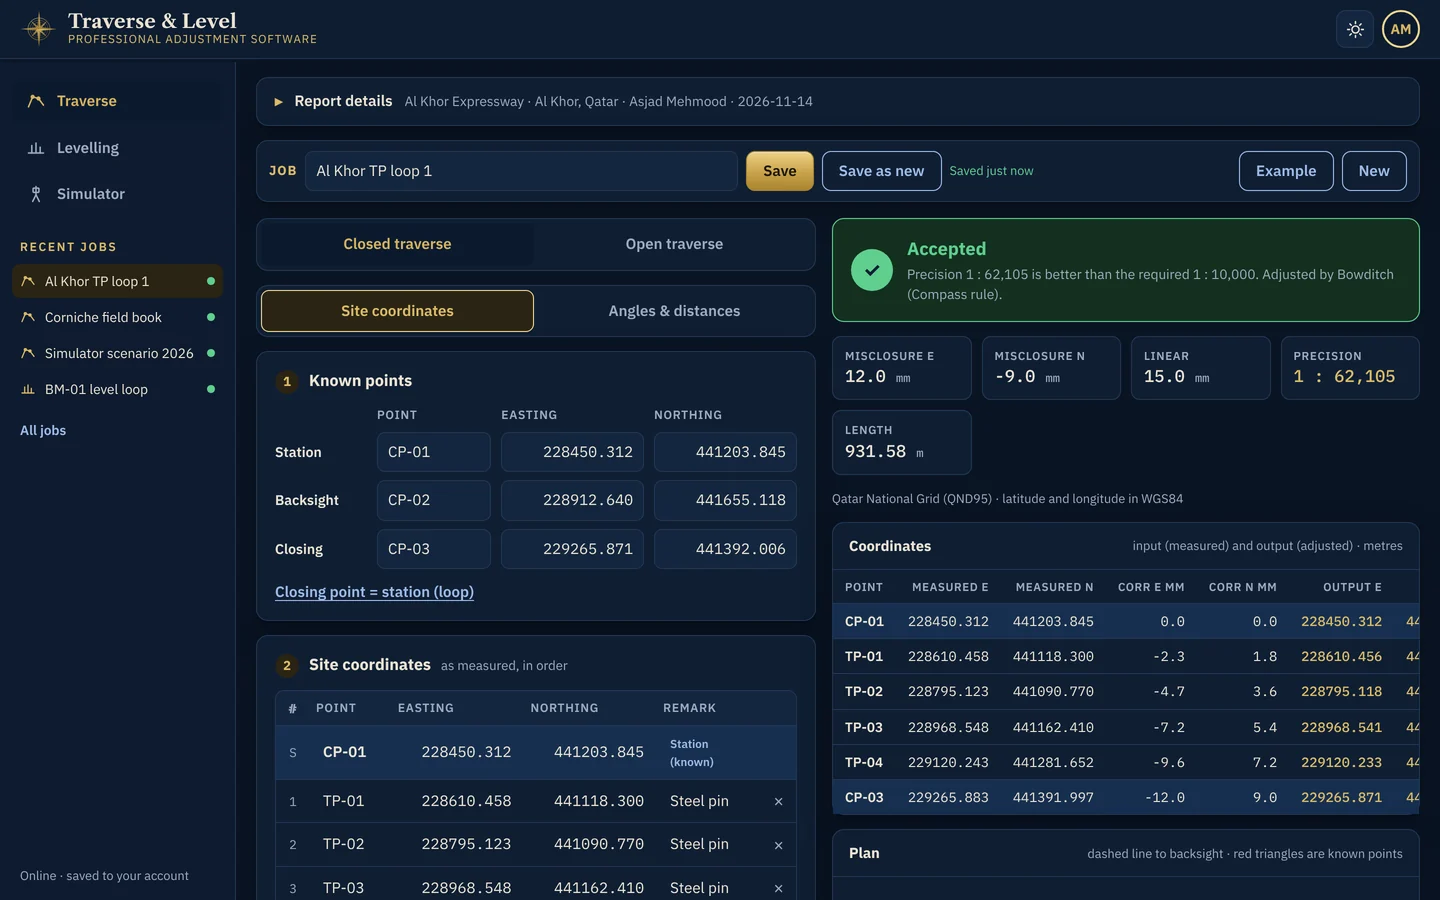 Traverse & Level
PROFESSIONAL ADJUSTMENT SOFTWARE
AM
Traverse
Levelling
Simulator
RECENT JOBS
Al Khor TP loop 1
Corniche field book
Simulator scenario 2026
BM-01 level loop
All jobs
Online · saved to your account
Report details Al Khor Expressway · Al Khor, Qatar · Asjad Mehmood · 2026-11-14
JOB Al Khor TP loop 1 Save Save as new Saved just now Example New
Closed traverse Open traverse
Site coordinates Angles & distances
1 Known points
POINT EASTING NORTHING
Station CP-01 228450.312 441203.845
Backsight CP-02 228912.640 441655.118
Closing CP-03 229265.871 441392.006
Closing point = station (loop)
2 Site coordinates as measured, in order
# POINT EASTING NORTHING REMARK
S CP-01 228450.312 441203.845 Station
(known)
1 TP-01 228610.458 441118.300 Steel pin ×
2 TP-02 228795.123 441090.770 Steel pin ×
3 TP-03 228968.548 441162.410 Steel pin ×
Accepted
Precision 1 : 62,105 is better than the required 1 : 10,000. Adjusted by Bowditch
(Compass rule).
MISCLOSURE E
12.0 mm
MISCLOSURE N
-9.0 mm
LINEAR
15.0 mm
PRECISION
1 : 62,105
LENGTH
931.58 m
Qatar National Grid (QND95) · latitude and longitude in WGS84
Coordinates input (measured) and output (adjusted) · metres
POINT MEASURED E MEASURED N CORR E MM CORR N MM OUTPUT E
CP-01 228450.312 441203.845 0.0 0.0 228450.312 44
TP-01 228610.458 441118.300 -2.3 1.8 228610.456 44
TP-02 228795.123 441090.770 -4.7 3.6 228795.118 44
TP-03 228968.548 441162.410 -7.2 5.4 228968.541 44
TP-04 229120.243 441281.652 -9.6 7.2 229120.233 44
CP-03 229265.883 441391.997 -12.0 9.0 229265.871 44
Plan dashed line to backsight · red triangles are known points